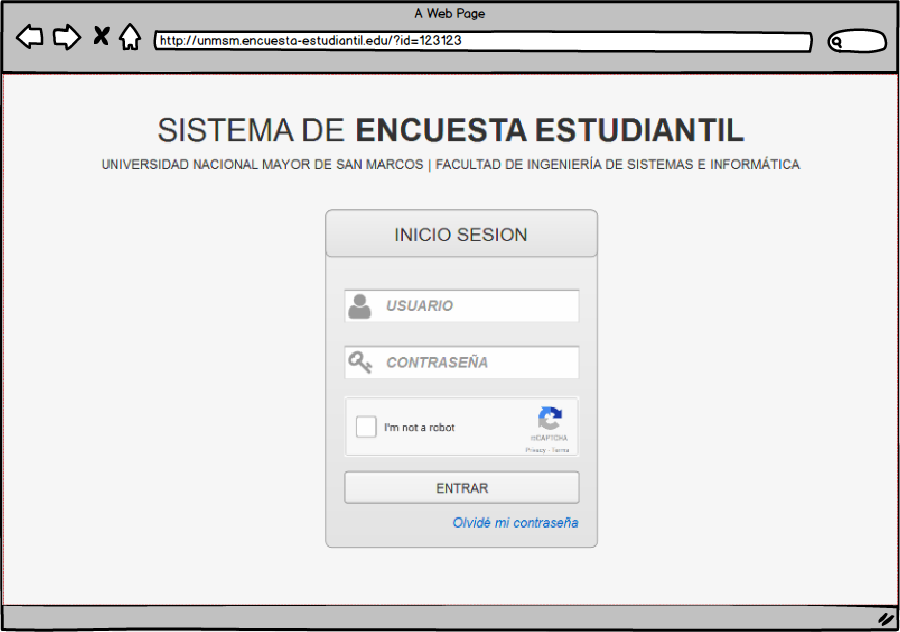 A Web Page
http://unmsm.encuesta-estudiantil.edu/?id=123123
SISTEMA DE ENCUESTA ESTUDIANTIL
UNIVERSIDAD NACIONAL MAYOR DE SAN MARCOS | FACULTAD DE INGENIERÍA DE SISTEMAS E INFORMÁTICA
INICIO SESION
USUARIO
CONTRASEÑA
I'm not a robot
reCAPTCHA
Privacy - Terms
ENTRAR
Olvidé mi contraseña